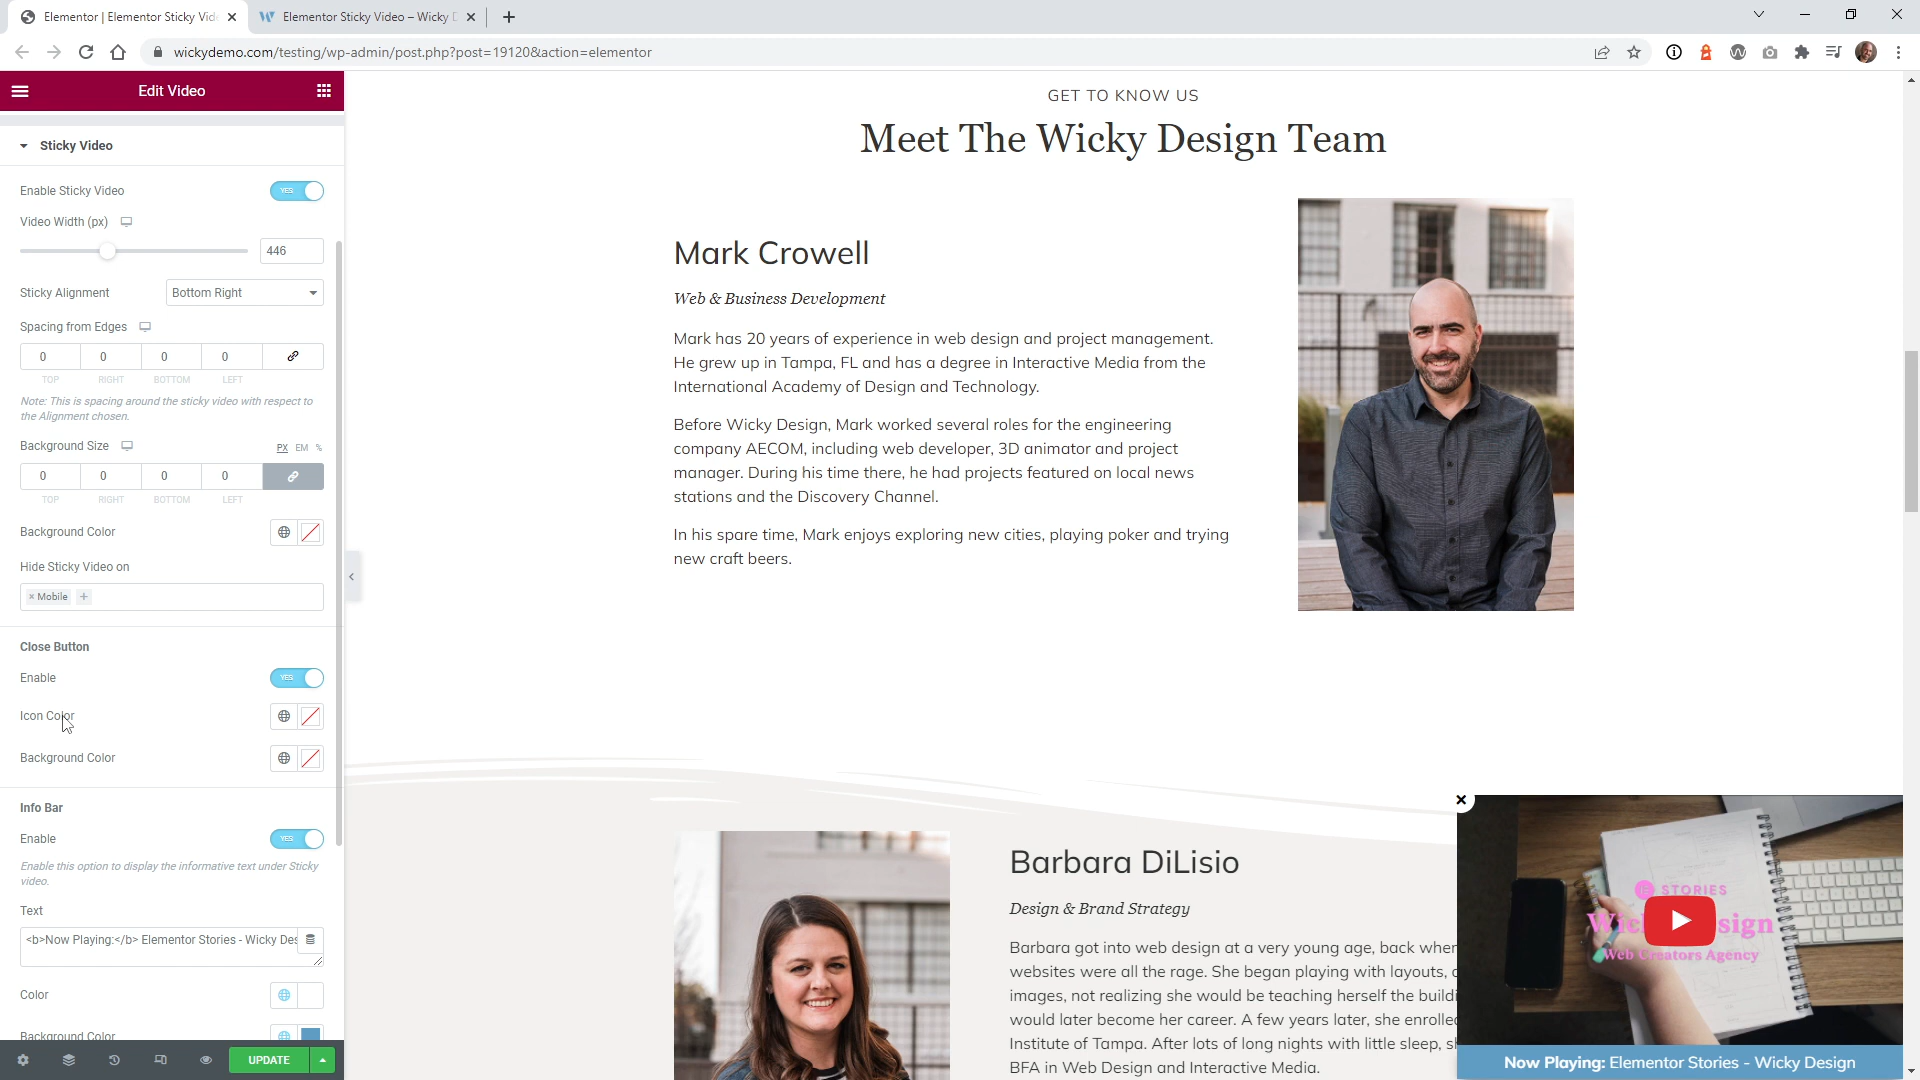 Elementor | Elementor Sticky Vid
Elementor Sticky Video – Wicky D
wickydemo.com/testing/wp-admin/post.php?post=19120&action=elementor
Edit Video
Sticky Video
Enable Sticky Video
YES
Video Width (px)
446
Sticky Alignment
Bottom Right
Spacing from Edges
0 0 0 0
TOP RIGHT BOTTOM LEFT
Note: This is spacing around the sticky video with respect to
the Alignment chosen.
Background Size
PX EM %
0 0 0 0
TOP RIGHT BOTTOM LEFT
Background Color
Hide Sticky Video on
× Mobile +
Close Button
Enable
YES
Icon Color
Background Color
Info Bar
Enable
YES
Enable this option to display the informative text under Sticky
video.
Text
<b>Now Playing:</b> Elementor Stories - Wicky Des
Color
Background Color
UPDATE
GET TO KNOW US
Meet The Wicky Design Team
Mark Crowell
Web & Business Development
Mark has 20 years of experience in web design and project management.
He grew up in Tampa, FL and has a degree in Interactive Media from the
International Academy of Design and Technology.
Before Wicky Design, Mark worked several roles for the engineering
company AECOM, including web developer, 3D animator and project
manager. During his time there, he had projects featured on local news
stations and the Discovery Channel.
In his spare time, Mark enjoys exploring new cities, playing poker and trying
new craft beers.
Barbara DiLisio
Design & Brand Strategy
Barbara got into web design at a very young age, back when
websites were all the rage. She began playing with layouts,
images, not realizing she would be teaching herself the buildi
would later become her career. A few years later, she enrolled
Institute of Tampa. After lots of long nights with little sleep,
BFA in Web Design and Interactive Media.
STORIES
Wic sign
Web Creators Agency
Now Playing: Elementor Stories - Wicky Design